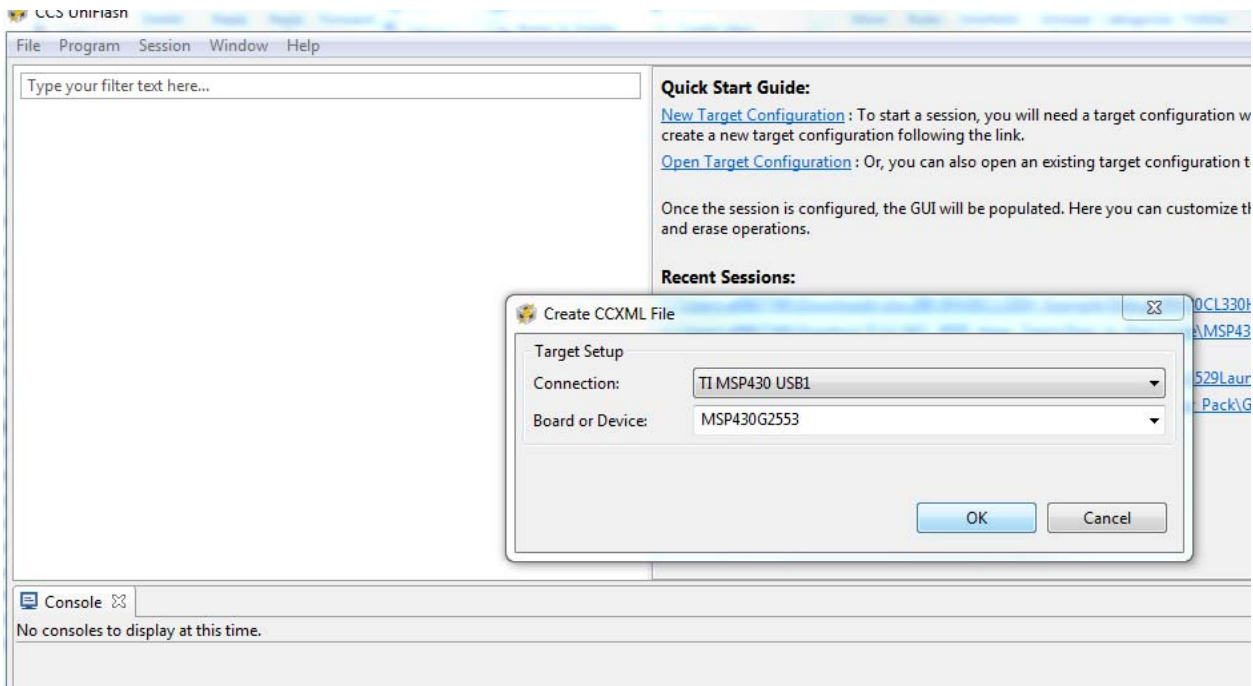 CCS UniFlash
File Program Session Window Help
Type your filter text here...
Quick Start Guide:
New Target Configuration : To start a session, you will need a target configuration w
create a new target configuration following the link.
Open Target Configuration : Or, you can also open an existing target configuration t
Once the session is configured, the GUI will be populated. Here you can customize th
and erase operations.
Recent Sessions:
0CL330H
e\MSP43
529Laun
Pack\G
Create CCXML File
Target Setup
Connection: TI MSP430 USB1
Board or Device: MSP430G2553
OK Cancel
Console
No consoles to display at this time.